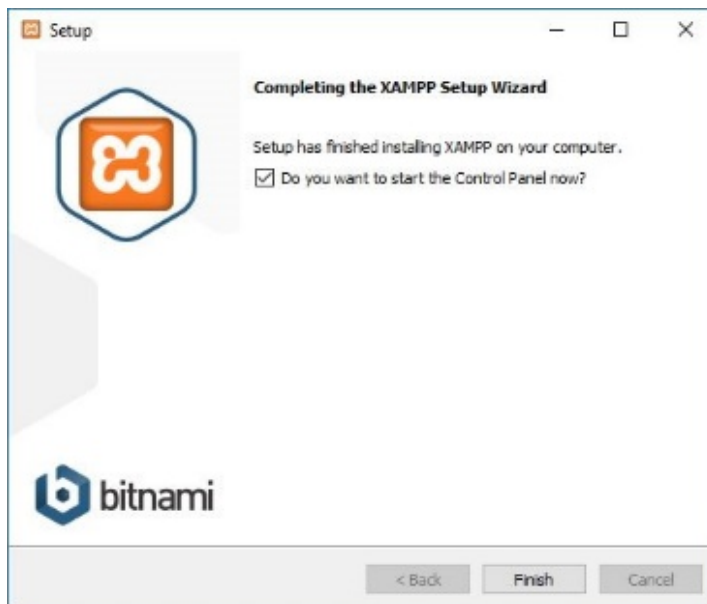 Setup
Completing the XAMPP Setup Wizard
Setup has finished installing XAMPP on your computer.
Do you want to start the Control Panel now?
bitnami
< Back
Finish
Cancel